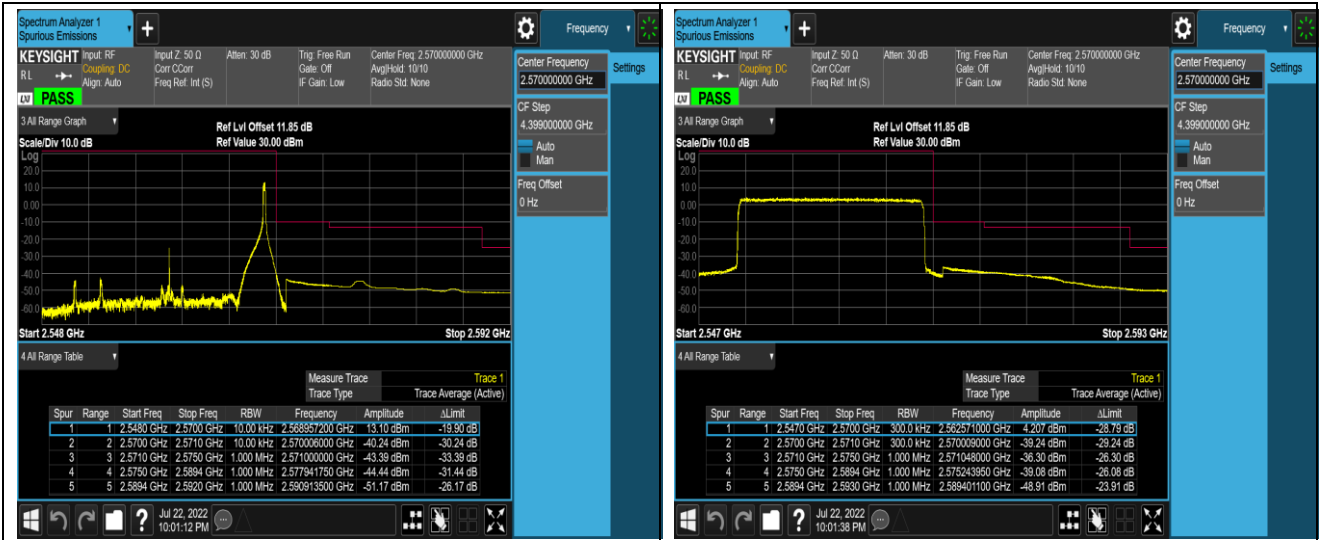 Spectrum Analyzer 1
Spurious Emissions
Frequency
KEYSIGHT Input: RF Input Z: 50 Ω Atten: 30 dB Trig: Free Run Center Freq: 2.570000000 GHz
Coupling: DC Corr CCorr Gate: Off Avg|Hold: 10/10
R L Align: Auto Freq Ref: Int (S) IF Gain: Low Radio Std: None
PASS
Center Frequency
2.570000000 GHz
Settings
CF Step
4.399000000 GHz
Auto
Man
Freq Offset
0 Hz
3 All Range Graph
Ref Lvl Offset 11.85 dB
Scale/Div 10.0 dB Ref Value 30.00 dBm
Log
20.0
10.0
0.00
-10.0
-20.0
-30.0
-40.0
-50.0
-60.0
Start 2.548 GHz Stop 2.592 GHz
4 All Range Table
Measure Trace Trace 1
Trace Type Trace Average (Active)
Spur Range Start Freq Stop Freq RBW Frequency Amplitude ΔLimit
1 1 2.5480 GHz 2.5700 GHz 10.00 kHz 2.568957200 GHz 13.10 dBm -19.90 dB
2 2 2.5700 GHz 2.5710 GHz 10.00 kHz 2.570006000 GHz -40.24 dBm -30.24 dB
3 3 2.5710 GHz 2.5750 GHz 1.000 MHz 2.571000000 GHz -43.39 dBm -33.39 dB
4 4 2.5750 GHz 2.5894 GHz 1.000 MHz 2.577941750 GHz -44.44 dBm -31.44 dB
5 5 2.5894 GHz 2.5920 GHz 1.000 MHz 2.590913500 GHz -51.17 dBm -26.17 dB
?
Jul 22, 2022
10:01:12 PM
Spectrum Analyzer 1
Spurious Emissions
Frequency
KEYSIGHT Input: RF Input Z: 50 Ω Atten: 30 dB Trig: Free Run Center Freq: 2.570000000 GHz
Coupling: DC Corr CCorr Gate: Off Avg|Hold: 10/10
R L Align: Auto Freq Ref: Int (S) IF Gain: Low Radio Std: None
PASS
Center Frequency
2.570000000 GHz
Settings
CF Step
4.399000000 GHz
Auto
Man
Freq Offset
0 Hz
3 All Range Graph
Ref Lvl Offset 11.85 dB
Scale/Div 10.0 dB Ref Value 30.00 dBm
Log
20.0
10.0
0.00
-10.0
-20.0
-30.0
-40.0
-50.0
-60.0
Start 2.547 GHz Stop 2.593 GHz
4 All Range Table
Measure Trace Trace 1
Trace Type Trace Average (Active)
Spur Range Start Freq Stop Freq RBW Frequency Amplitude ΔLimit
1 1 2.5470 GHz 2.5700 GHz 300.0 kHz 2.562571000 GHz 4.207 dBm -28.79 dB
2 2 2.5700 GHz 2.5710 GHz 300.0 kHz 2.570009000 GHz -39.24 dBm -29.24 dB
3 3 2.5710 GHz 2.5750 GHz 1.000 MHz 2.571048000 GHz -36.30 dBm -26.30 dB
4 4 2.5750 GHz 2.5894 GHz 1.000 MHz 2.575243950 GHz -39.08 dBm -26.08 dB
5 5 2.5894 GHz 2.5930 GHz 1.000 MHz 2.589401100 GHz -48.91 dBm -23.91 dB
?
Jul 22, 2022
10:01:38 PM